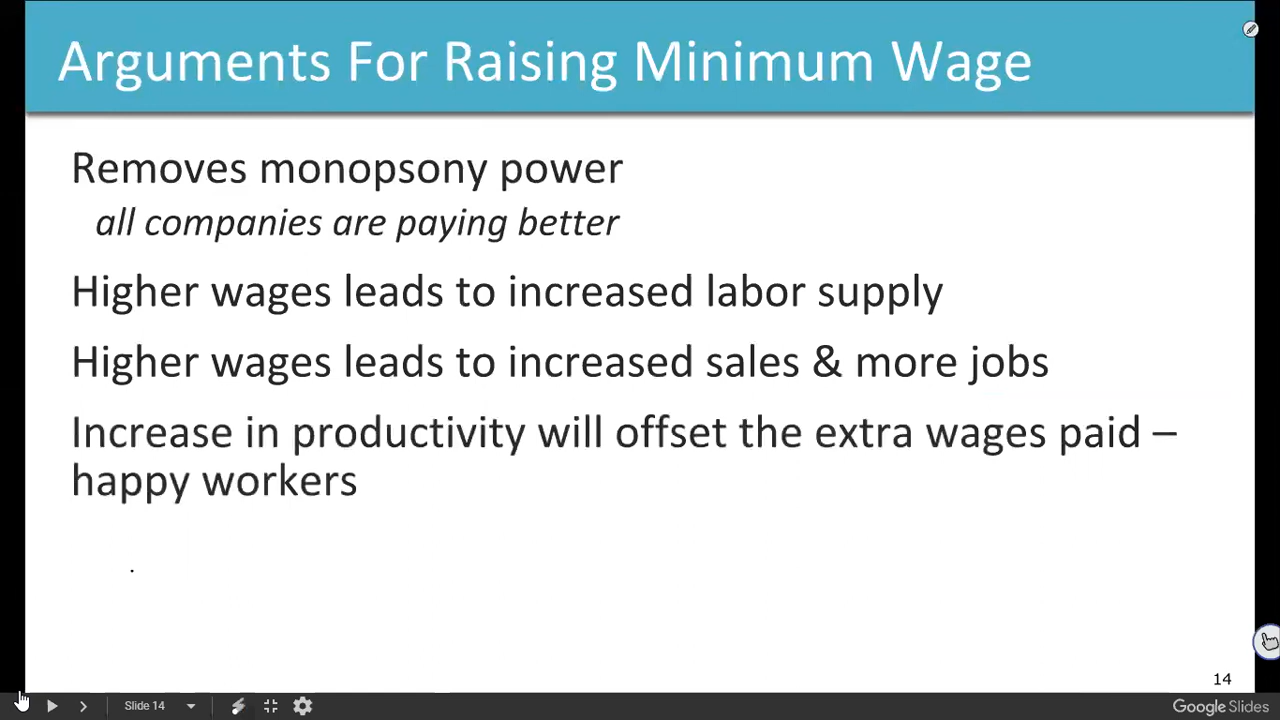 Arguments For Raising Minimum Wage
Removes monopsony power
all companies are paying better
Higher wages leads to increased labor supply
Higher wages leads to increased sales & more jobs
Increase in productivity will offset the extra wages paid –
happy workers
.
14
Slide 14
Google Slides